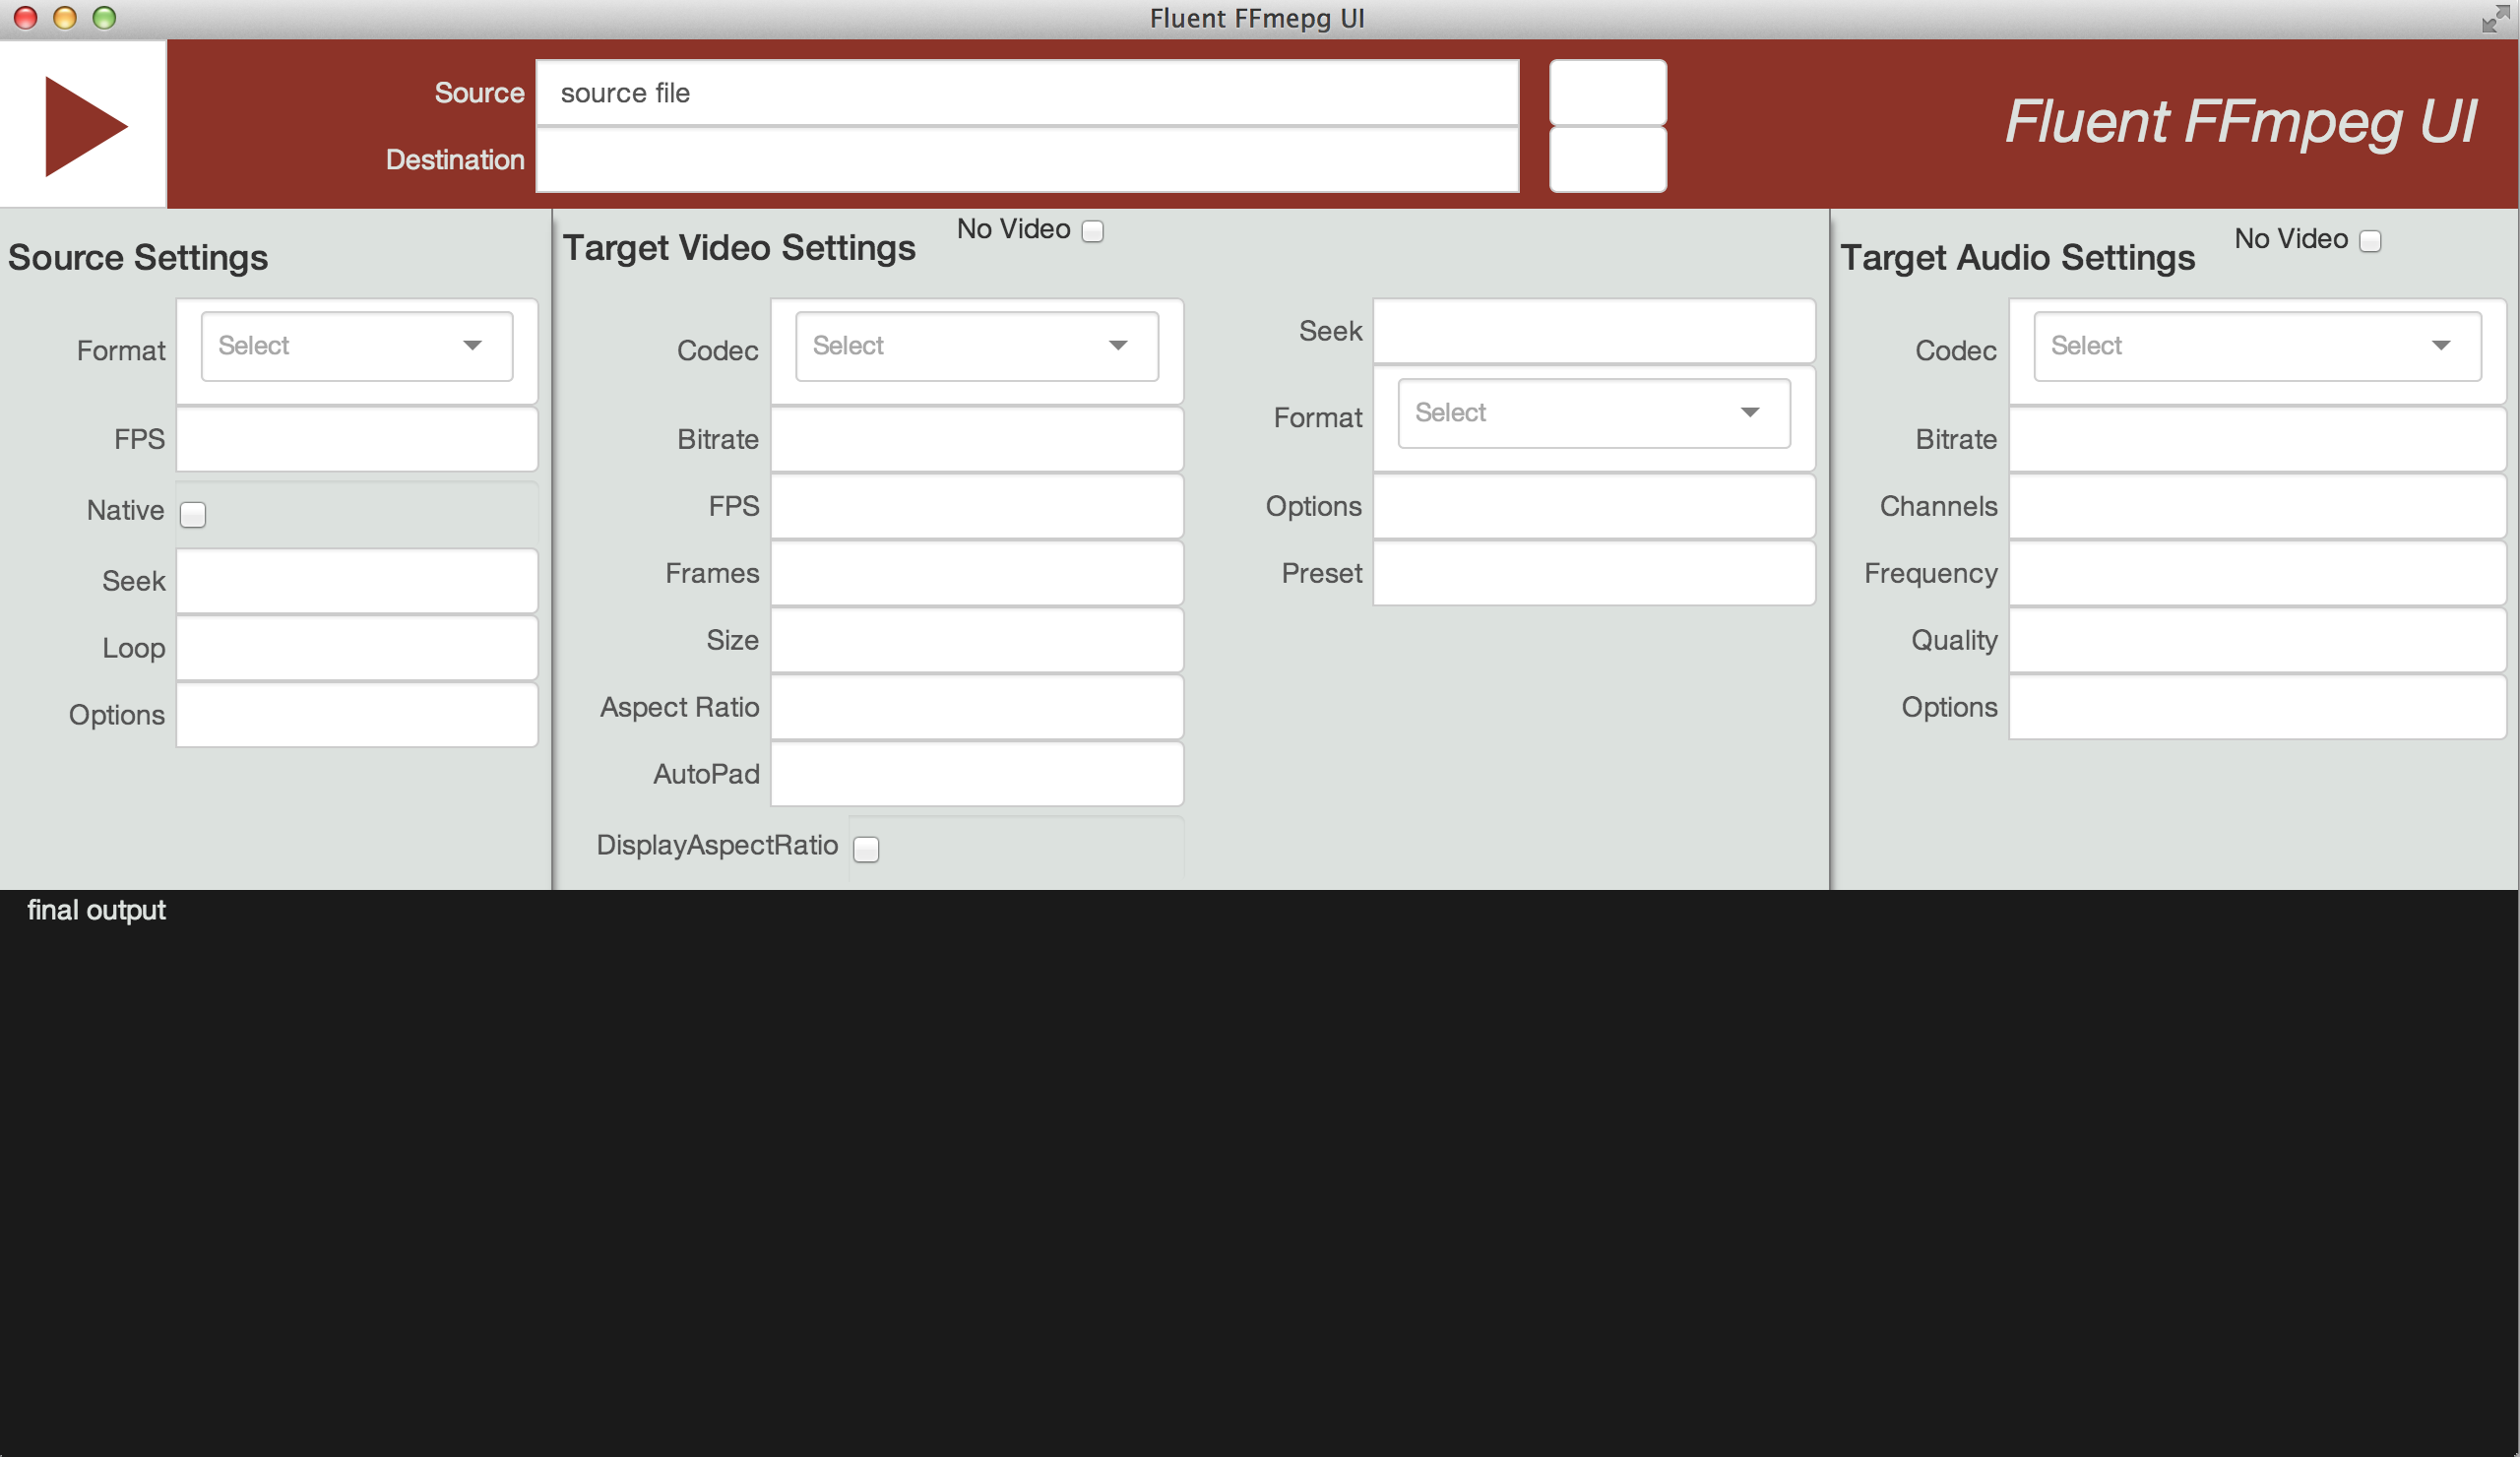 Fluent FFmepg UI
Source
source file
Destination
Fluent FFmpeg UI
Source Settings
Format
Select
FPS
Native
Seek
Loop
Options
Target Video Settings
No Video
Codec
Select
Bitrate
FPS
Frames
Size
Aspect Ratio
AutoPad
DisplayAspectRatio
Seek
Format
Select
Options
Preset
Target Audio Settings
No Video
Codec
Select
Bitrate
Channels
Frequency
Quality
Options
final output